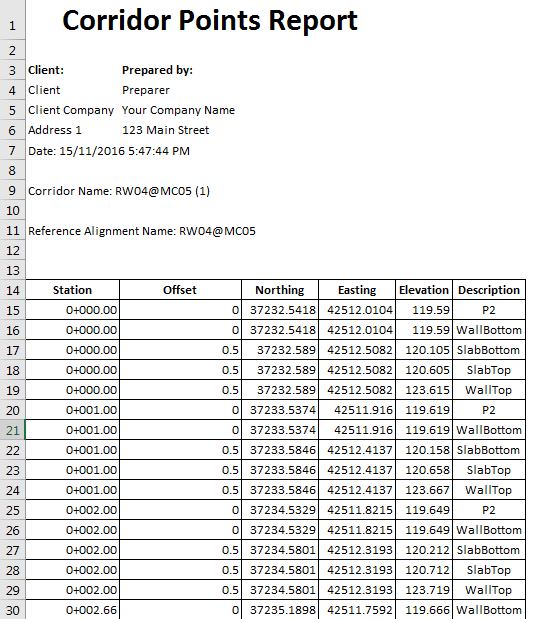 1 Corridor Points Report
2
3 Client: Prepared by:
4 Client Preparer
5 Client Company Your Company Name
6 Address 1 123 Main Street
7 Date: 15/11/2016 5:47:44 PM
8
9 Corridor Name: RW04@MC05 (1)
10
11 Reference Alignment Name: RW04@MC05
12
13
14 Station Offset Northing Easting Elevation Description
15 0+000.00 0 37232.5418 42512.0104 119.59 P2
16 0+000.00 0 37232.5418 42512.0104 119.59 WallBottom
17 0+000.00 0.5 37232.589 42512.5082 120.105 SlabBottom
18 0+000.00 0.5 37232.589 42512.5082 120.605 SlabTop
19 0+000.00 0.5 37232.589 42512.5082 123.615 WallTop
20 0+001.00 0 37233.5374 42511.916 119.619 P2
21 0+001.00 0 37233.5374 42511.916 119.619 WallBottom
22 0+001.00 0.5 37233.5846 42512.4137 120.158 SlabBottom
23 0+001.00 0.5 37233.5846 42512.4137 120.658 SlabTop
24 0+001.00 0.5 37233.5846 42512.4137 123.667 WallTop
25 0+002.00 0 37234.5329 42511.8215 119.649 P2
26 0+002.00 0 37234.5329 42511.8215 119.649 WallBottom
27 0+002.00 0.5 37234.5801 42512.3193 120.212 SlabBottom
28 0+002.00 0.5 37234.5801 42512.3193 120.712 SlabTop
29 0+002.00 0.5 37234.5801 42512.3193 123.719 WallTop
30 0+002.66 0 37235.1898 42511.7592 119.666 WallBottom